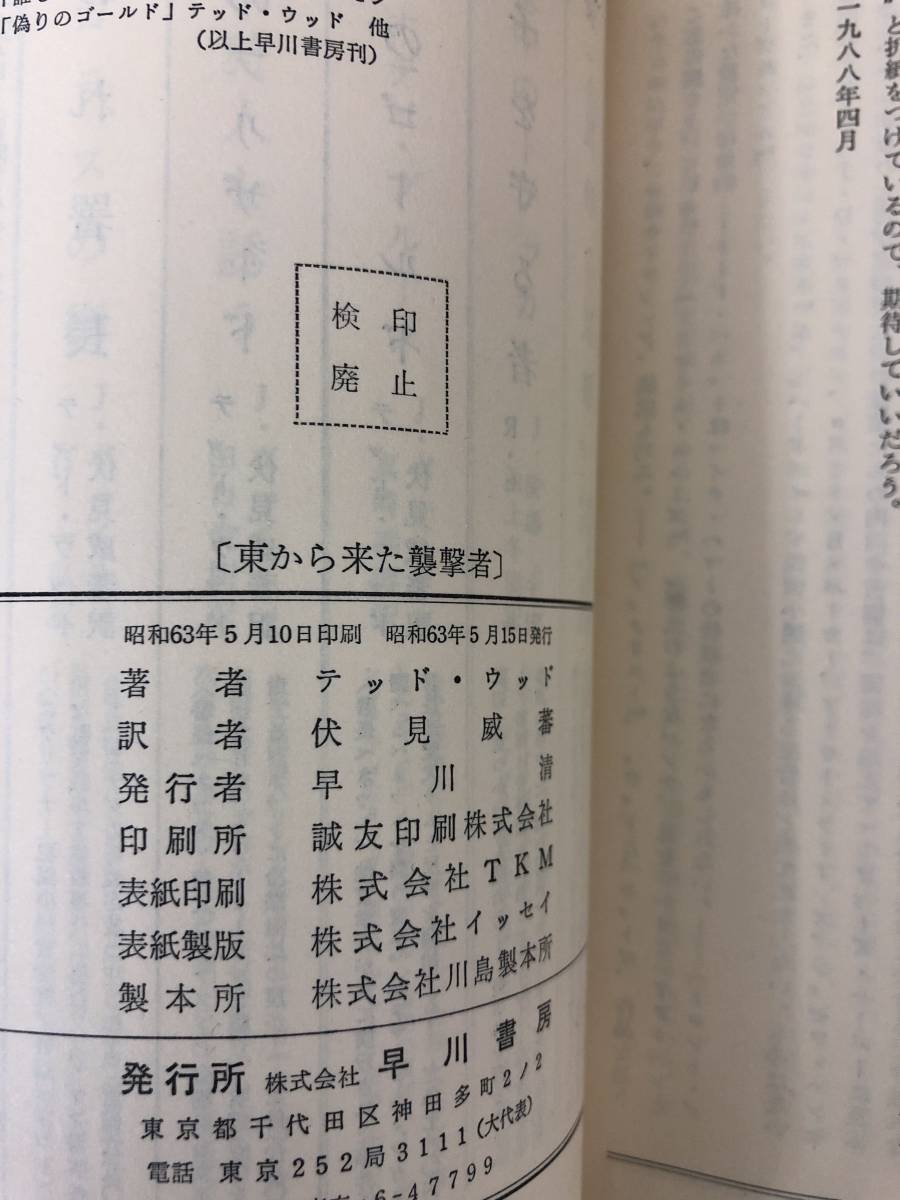 「偽りのゴールド」テッド・ウッド 他
(以上早川書房刊)
検印
廃止
〔東から来た襲撃者〕
昭和63年5月10日印刷 昭和63年5月15日発行
著者 テッド・ウッド
訳者 伏見威蕃
発行者 早川清
印刷所 誠友印刷株式会社
表紙印刷 株式会社TKM
表紙製版 株式会社イッセイ
製本所 株式会社川島製本所
発行所 株式会社 早川書房
東京都千代田区神田多町2/2
電話 東京252局3111(大代表)
6-47799
と折紙をつけているので、期待していいだろう。
一九八八年四月